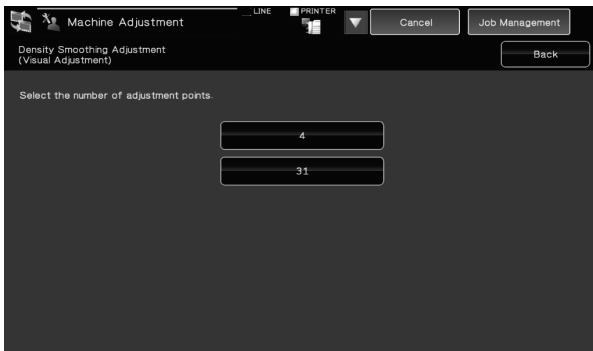 LINE PRINTER
Machine Adjustment
Cancel
Job Management
Density Smoothing Adjustment
(Visual Adjustment)
Back
Select the number of adjustment points.
4
31